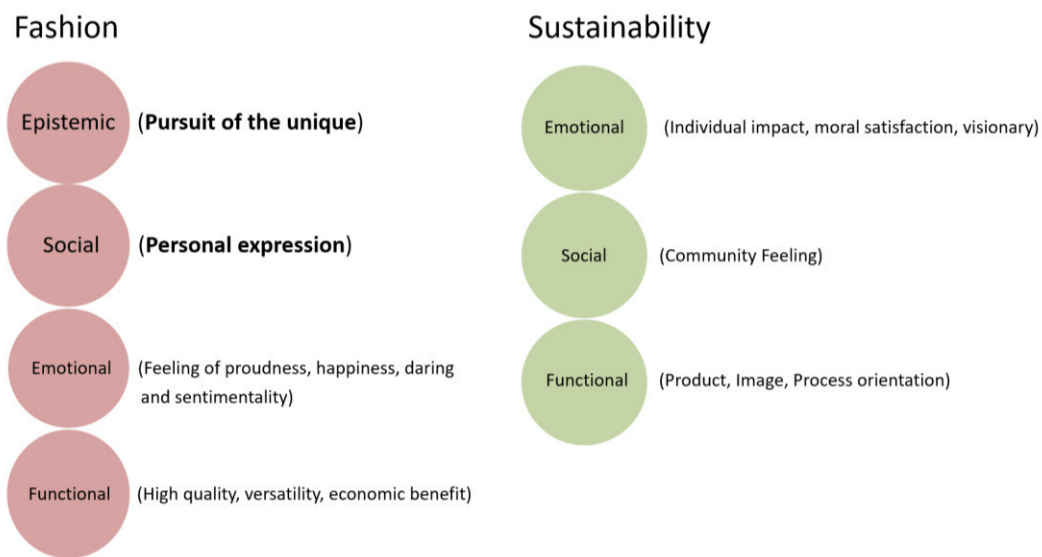 Fashion
Epistemic (Pursuit of the unique)
Social (Personal expression)
Emotional (Feeling of proudness, happiness, daring
and sentimentality)
Functional (High quality, versatility, economic benefit)
Sustainability
Emotional (Individual impact, moral satisfaction, visionary)
Social (Community Feeling)
Functional (Product, Image, Process orientation)